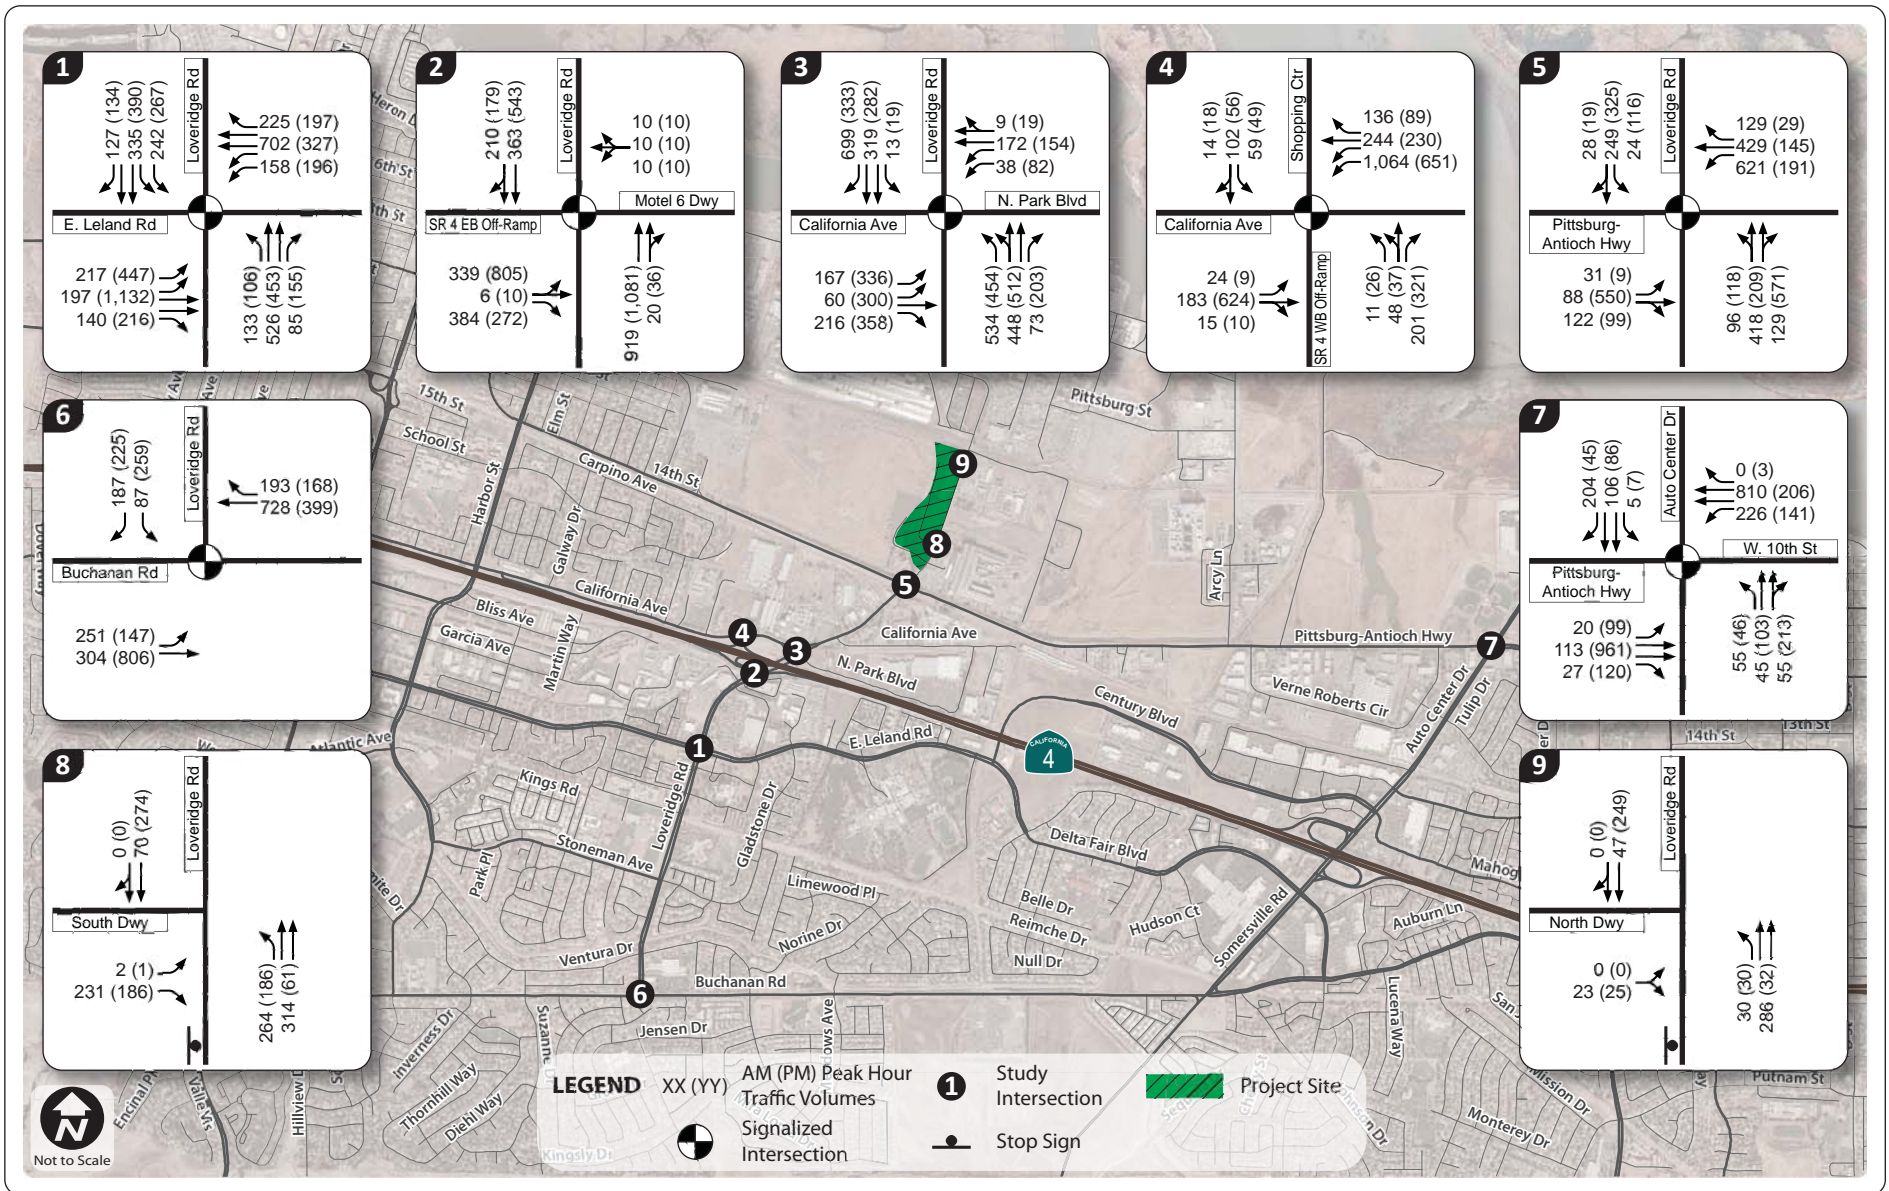 1
127 (134)
335 (390)
242 (267)
Loveridge Rd
225 (197)
702 (327)
158 (196)
E. Leland Rd
217 (447)
197 (1,132)
140 (216)
133 (106)
526 (453)
85 (155)
2
210 (179)
363 (543)
Loveridge Rd
10 (10)
10 (10)
10 (10)
Motel 6 Dwy
SR 4 EB Off-Ramp
339 (805)
6 (10)
384 (272)
919 (1,081)
20 (36)
3
699 (333)
319 (282)
13 (19)
Loveridge Rd
9 (19)
172 (154)
38 (82)
N. Park Blvd
California Ave
167 (336)
60 (300)
216 (358)
534 (454)
448 (512)
73 (203)
4
14 (18)
102 (56)
59 (49)
Shopping Ctr
136 (89)
244 (230)
1,064 (651)
California Ave
24 (9)
183 (624)
15 (10)
SR 4 WB Off-Ramp
11 (26)
48 (37)
201 (321)
5
28 (19)
249 (325)
24 (116)
Loveridge Rd
129 (29)
429 (145)
621 (191)
Pittsburg-
Antioch Hwy
31 (9)
88 (550)
122 (99)
96 (118)
418 (209)
129 (571)
6
187 (225)
87 (259)
Loveridge Rd
193 (168)
728 (399)
Buchanan Rd
251 (147)
304 (806)
7
204 (45)
106 (86)
5 (7)
Auto Center Dr
0 (3)
810 (206)
226 (141)
W. 10th St
Pittsburg-
Antioch Hwy
20 (99)
113 (961)
27 (120)
55 (46)
45 (103)
55 (213)
8
0 (0)
70 (274)
Loveridge Rd
South Dwy
2 (1)
231 (186)
264 (186)
314 (61)
9
0 (0)
47 (249)
Loveridge Rd
North Dwy
0 (0)
23 (25)
30 (30)
286 (32)
Heron
6th St
8th St
15th St
School St
Elm St
Harbor St
Carpino Ave
14th St
Galway Dr
Pittsburg St
9
8
5
4
3
2
7
1
6
California Ave
Bliss Ave
Garcia Ave
Martin Way
California Ave
N. Park Blvd
Arcy Ln
Pittsburg-Antioch Hwy
Verne Roberts Cir
Century Blvd
Auto Center Dr
Tulip Dr
13th St
14th St
E. Leland Rd
CALIFORNIA
4
Atlantic Ave
Kings Rd
Loveridge Rd
Gladstone Dr
Stoneman Ave
Park Pl
Limewood Pl
Delta Fair Blvd
Belle Dr
Reimche Dr
Null Dr
Hudson Ct
Somersville Rd
Auburn Ln
Norine Dr
Ventura Dr
Buchanan Rd
Jensen Dr
Lucena Way
Inverness Dr
Thornhill Way
Diehl Way
Kingsly Dr
Mission Dr
Monterey Dr
Putnam St
LEGEND
XX (YY)
AM (PM) Peak Hour
Traffic Volumes
Signalized
Intersection
1
Study
Intersection
Stop Sign
Project Site
N
Not to Scale